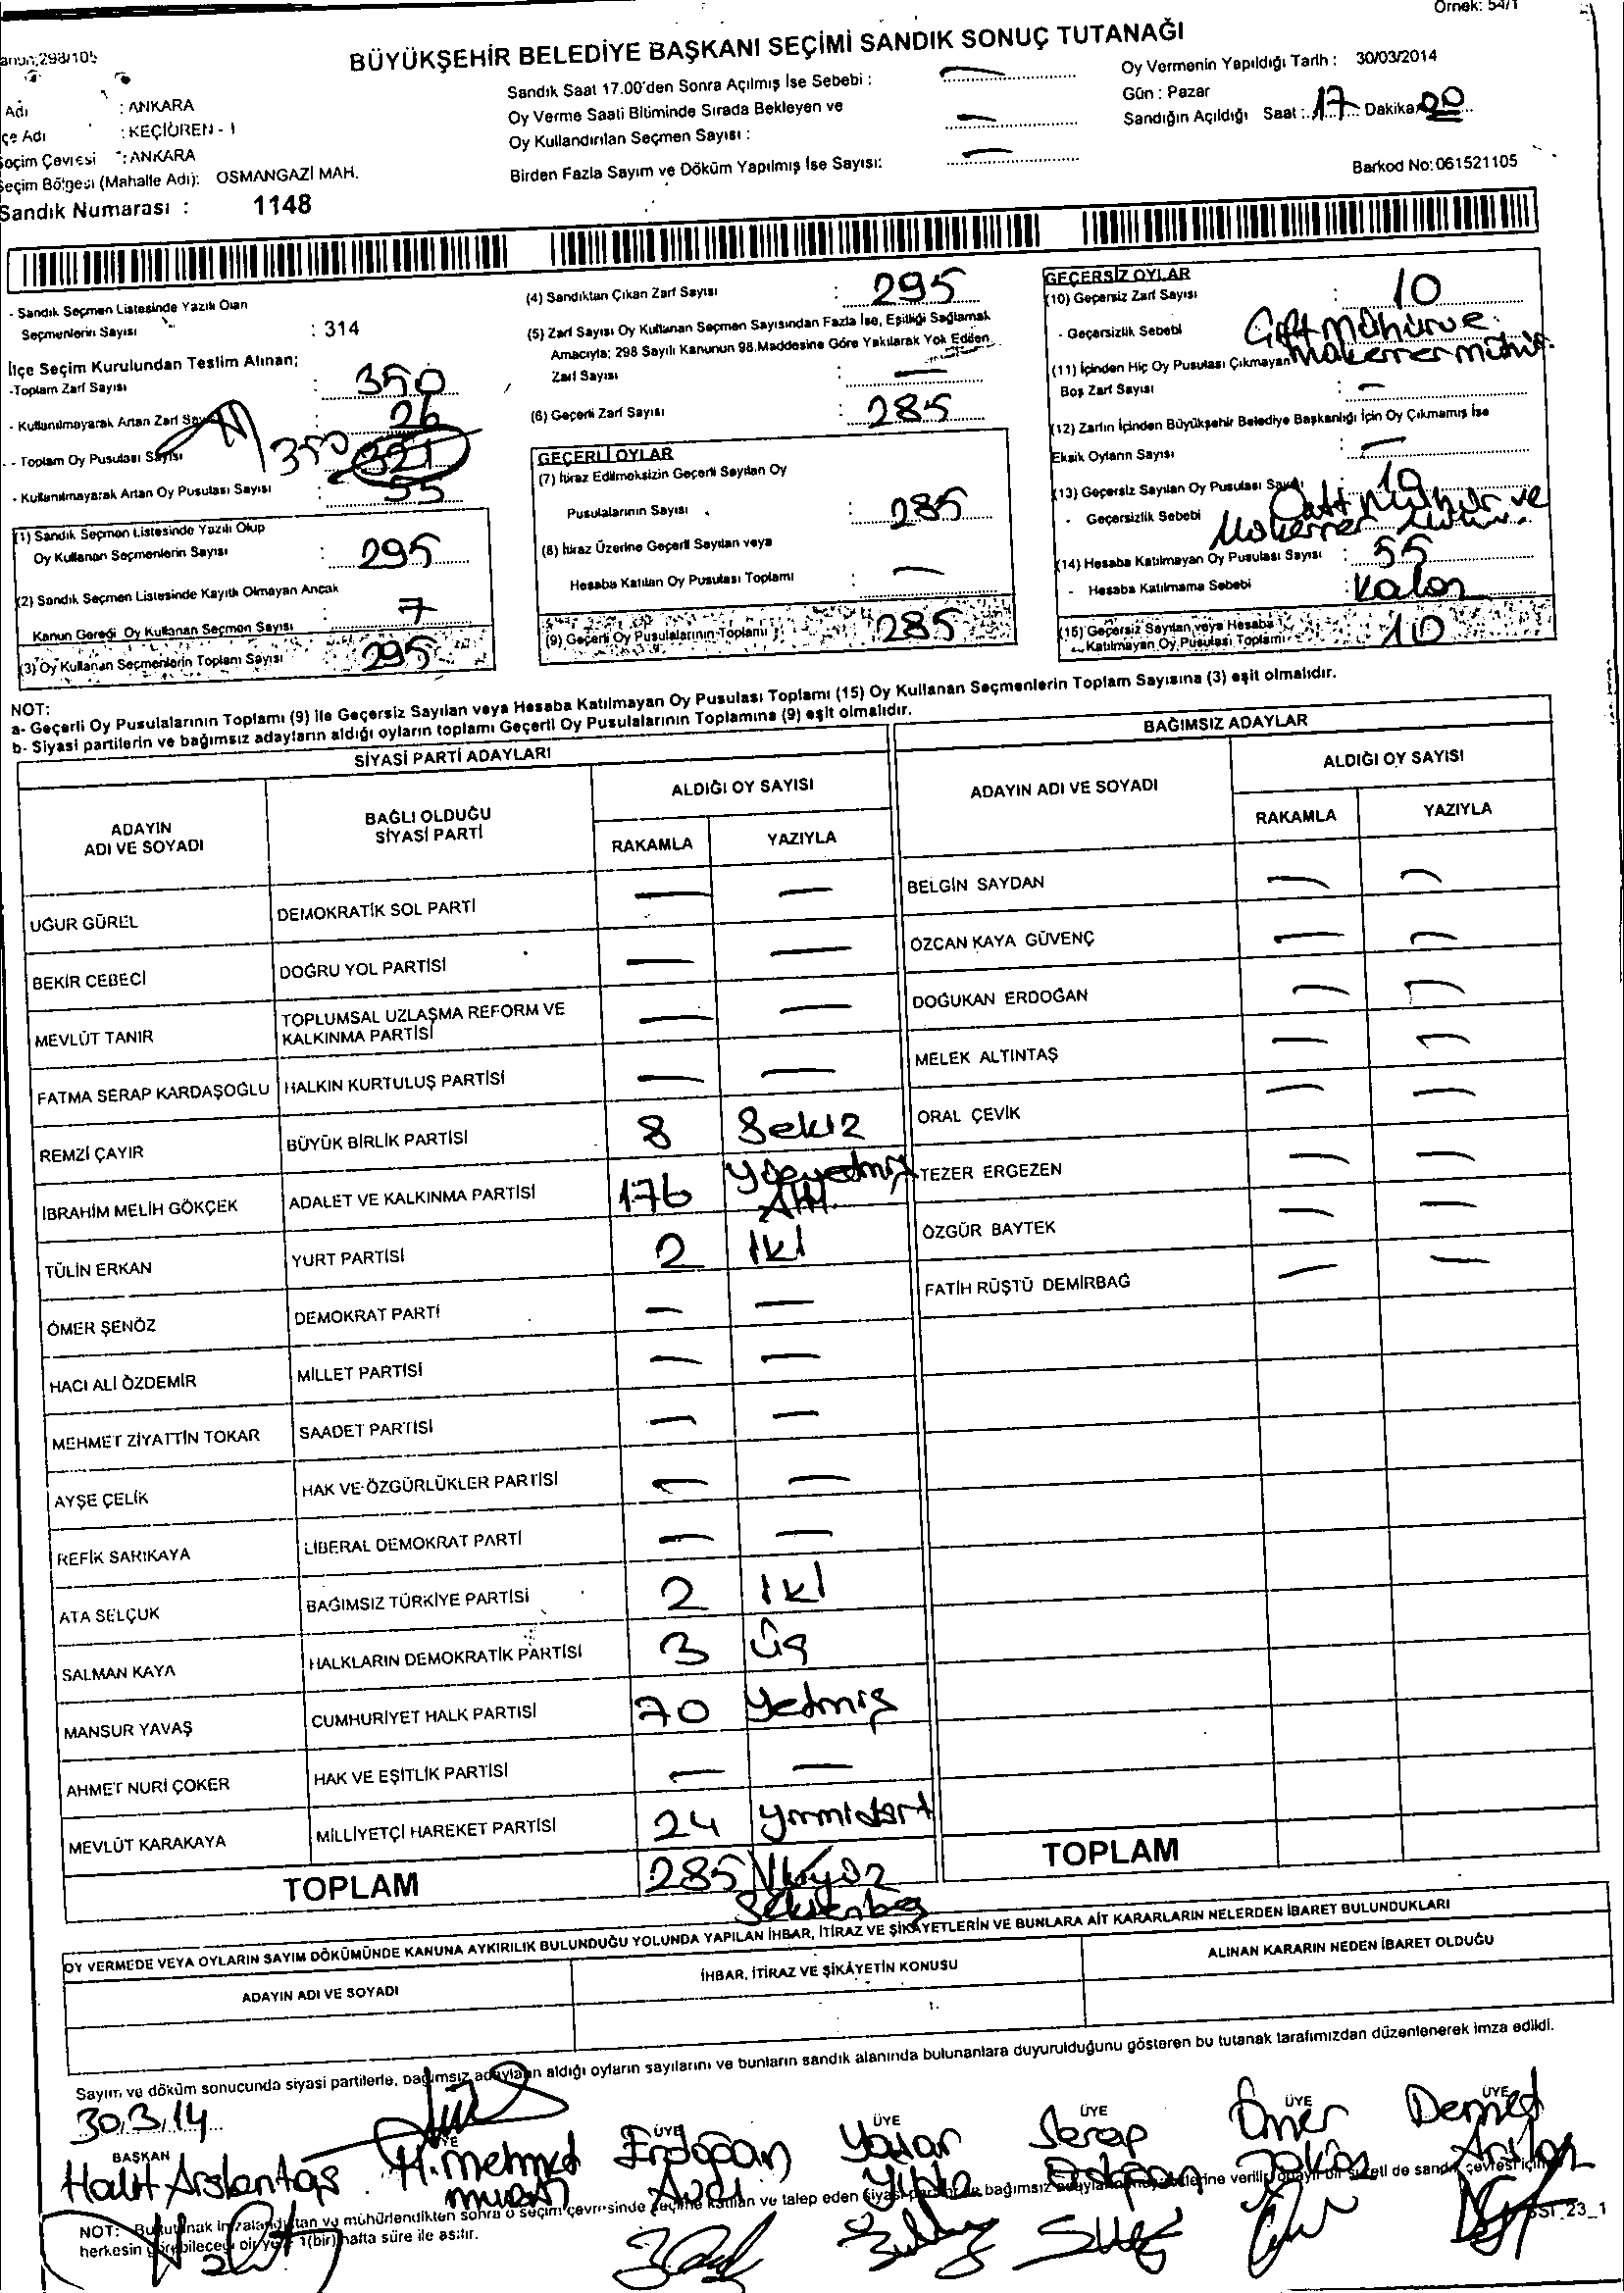 Örnek: 54/1
BÜYÜKŞEHİR BELEDİYE BAŞKANI SEÇİMİ SANDIK SONUÇ TUTANAĞI
anun:298/105
Adı : ANKARA
çe Adı : KEÇİÖREN - I
Seçim Çevresi : ANKARA
Seçim Bölgesi (Mahalle Adı): OSMANGAZİ MAH.
Sandık Numarası : 1148
Sandık Saat 17.00'den Sonra Açılmış İse Sebebi : —
Oy Verme Saati Bitiminde Sırada Bekleyen ve
Oy Kullandırılan Seçmen Sayısı : —
Birden Fazla Sayım ve Döküm Yapılmış İse Sayısı: —
Oy Vermenin Yapıldığı Tarih : 30/03/2014
Gün : Pazar
Sandığın Açıldığı Saat : 17 Dakika 00
Barkod No: 061521105
- Sandık Seçmen Listesinde Yazılı Olan
Seçmenlerin Sayısı : 314
İlçe Seçim Kurulundan Teslim Alınan;
-Toplam Zarf Sayısı : 350
- Kullanılmayarak Artan Zarf Sayısı : 26
- Toplam Oy Pusulası Sayısı 350 321
- Kullanılmayarak Artan Oy Pusulası Sayısı : 55
(1) Sandık Seçmen Listesinde Yazılı Olup
Oy Kullanan Seçmenlerin Sayısı : 295
(2) Sandık Seçmen Listesinde Kayıtlı Olmayan Ancak
Kanun Gereği Oy Kullanan Seçmen Sayısı : 7
(3) Oy Kullanan Seçmenlerin Toplam Sayısı 295
(4) Sandıktan Çıkan Zarf Sayısı : 295
(5) Zarf Sayısı Oy Kullanan Seçmen Sayısından Fazla İse, Eşitliği Sağlamak
Amacıyla; 298 Sayılı Kanunun 98.Maddesine Göre Yakılarak Yok Edilen
Zarf Sayısı : —
(6) Geçerli Zarf Sayısı : 285
GEÇERLİ OYLAR
(7) İtiraz Edilmeksizin Geçerli Sayılan Oy
Pusulalarının Sayısı : 285
(8) İtiraz Üzerine Geçerli Sayılan veya
Hesaba Katılan Oy Pusulası Toplamı : —
(9) Geçerli Oy Pusulalarının Toplamı : 285
GEÇERSİZ OYLAR
(10) Geçersiz Zarf Sayısı : 10
- Geçersizlik Sebebi Çift Mühür ve
Mükerrer mühür.
(11) İçinden Hiç Oy Pusulası Çıkmayan
Boş Zarf Sayısı : —
(12) Zarfın İçinden Büyükşehir Belediye Başkanlığı İçin Oy Çıkmamış İse
Eksik Oyların Sayısı : —
(13) Geçersiz Sayılan Oy Pusulası Sayısı : 10
- Geçersizlik Sebebi Çift Mühür ve
Mükerrer
(14) Hesaba Katılmayan Oy Pusulası Sayısı : 55
- Hesaba Katılmama Sebebi : Kalan
(15) Geçersiz Sayılan veya Hesaba
Katılmayan Oy Pusulası Toplamı : 10
NOT:
a- Geçerli Oy Pusulalarının Toplamı (9) ile Geçersiz Sayılan veya Hesaba Katılmayan Oy Pusulası Toplamı (15) Oy Kullanan Seçmenlerin Toplam Sayısına (3) eşit olmalıdır.
b- Siyasi partilerin ve bağımsız adayların aldığı oyların toplamı Geçerli Oy Pusulalarının Toplamına (9) eşit olmalıdır.
SİYASİ PARTİ ADAYLARI
ADAYIN ADI VE SOYADI BAĞLI OLDUĞU SİYASİ PARTİ ALDIĞI OY SAYISI
RAKAMLA YAZIYLA
UĞUR GÜREL DEMOKRATİK SOL PARTİ — —
BEKİR CEBECİ DOĞRU YOL PARTİSİ — —
MEVLÜT TANIR TOPLUMSAL UZLAŞMA REFORM VE KALKINMA PARTİSİ — —
FATMA SERAP KARDAŞOĞLU HALKIN KURTULUŞ PARTİSİ — —
REMZİ ÇAYIR BÜYÜK BİRLİK PARTİSİ 8 Sekiz
İBRAHİM MELİH GÖKÇEK ADALET VE KALKINMA PARTİSİ 176 Yüzyetmiş Altı.
TÜLİN ERKAN YURT PARTİSİ 2 İki
ÖMER ŞENÖZ DEMOKRAT PARTİ — —
HACI ALİ ÖZDEMİR MİLLET PARTİSİ — —
MEHMET ZİYATTİN TOKAR SAADET PARTİSİ — —
AYŞE ÇELİK HAK VE ÖZGÜRLÜKLER PARTİSİ — —
REFİK SARIKAYA LİBERAL DEMOKRAT PARTİ — —
ATA SELÇUK BAĞIMSIZ TÜRKİYE PARTİSİ 2 İki
SALMAN KAYA HALKLARIN DEMOKRATİK PARTİSİ 3 Üç
MANSUR YAVAŞ CUMHURİYET HALK PARTİSİ 70 Yetmiş
AHMET NURİ ÇOKER HAK VE EŞİTLİK PARTİSİ — —
MEVLÜT KARAKAYA MİLLİYETÇİ HAREKET PARTİSİ 24 Yirmidört
TOPLAM 285 İkiyüz Seksenbeş
BAĞIMSIZ ADAYLAR
ADAYIN ADI VE SOYADI ALDIĞI OY SAYISI
RAKAMLA YAZIYLA
BELGİN SAYDAN — —
ÖZCAN KAYA GÜVENÇ — —
DOĞUKAN ERDOĞAN — —
MELEK ALTINTAŞ — —
ORAL ÇEVİK — —
TEZER ERGEZEN — —
ÖZGÜR BAYTEK — —
FATİH RÜŞTÜ DEMİRBAĞ — —
TOPLAM
OY VERMEDE VEYA OYLARIN SAYIM DÖKÜMÜNDE KANUNA AYKIRILIK BULUNDUĞU YOLUNDA YAPILAN İHBAR, İTİRAZ VE ŞİKAYETLERİN VE BUNLARA AİT KARARLARIN NELERDEN İBARET BULUNDUKLARI
ADAYIN ADI VE SOYADI İHBAR, İTİRAZ VE ŞİKÂYETİN KONUSU ALINAN KARARIN NEDEN İBARET OLDUĞU
Sayım ve döküm sonucunda siyasi partilerle, bağımsız adayların aldığı oyların sayılarını ve bunların sandık alanında bulunanlara duyurulduğunu gösteren bu tutanak tarafımızdan düzenlenerek imza edildi.
30.3.14
BAŞKAN ÜYE ÜYE ÜYE ÜYE ÜYE ÜYE
Halit Arslantaş H. Mehmet Erdoğan Avcı Yaşar Serap Ömer Demet Arslan
NOT: Bu tutanak imzalandıktan ve mühürlendikten sonra o seçim çevresinde seçime katılan ve talep eden siyasi bağımsız verilir. onaylı bir sureti de sandık çevresi için
herkesin görebileceği bir yere 1(bir) hafta süre ile asılır.
SST_23_1